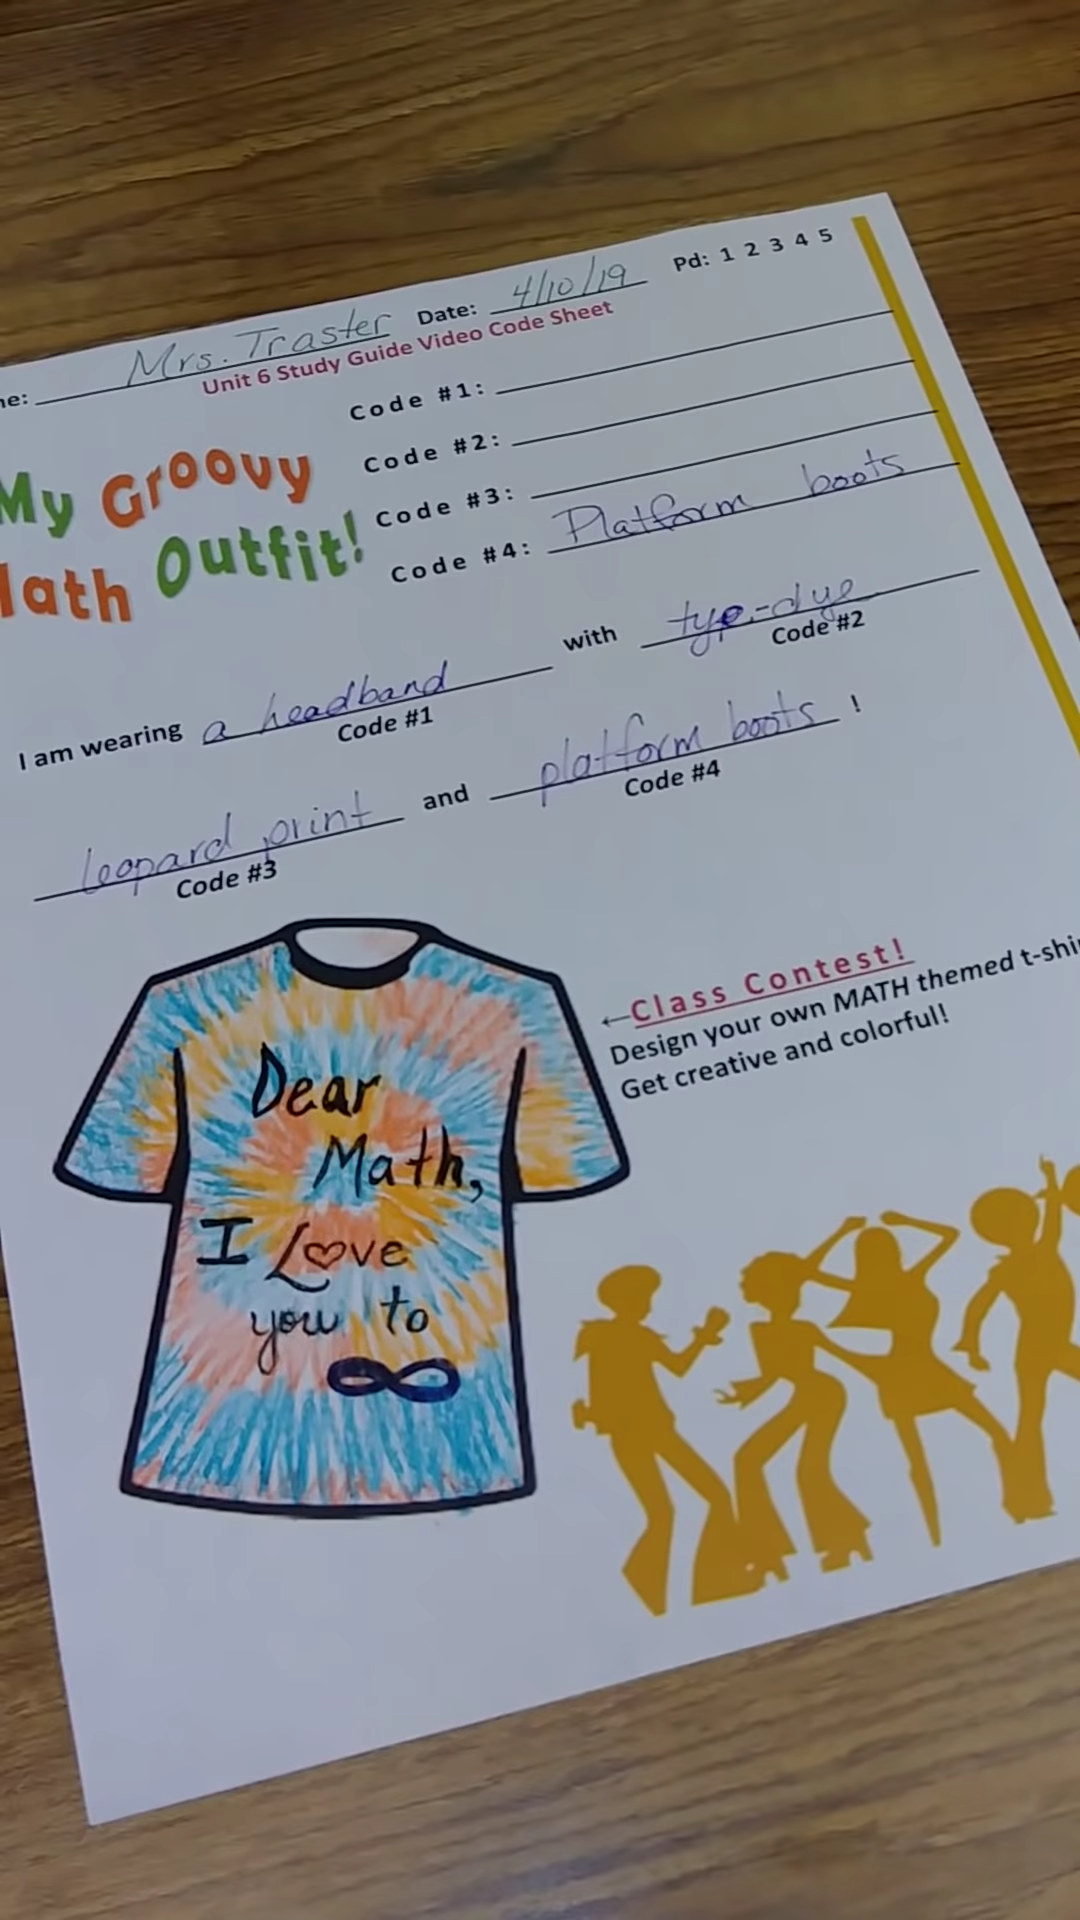 ne: Mrs. Traster Date: 4/10/19 Pd: 1 2 3 4 5
Unit 6 Study Guide Video Code Sheet
My Groovy
Math Outfit!
Code #1:
Code #2:
Code #3:
Code #4: Platform boots
I am wearing a headband with tye-dye
Code #1 Code #2
leopard print and platform boots !
Code #3 Code #4
←Class Contest!
Design your own MATH themed t-shir
Get creative and colorful!
Dear
Math,
I Love
you to
∞